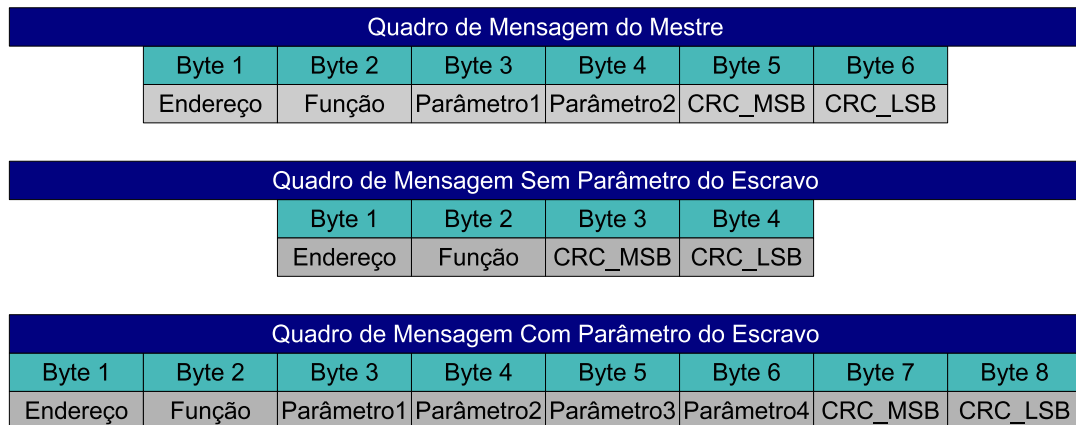 Quadro de Mensagem do Mestre
Byte 1 Byte 2 Byte 3 Byte 4 Byte 5 Byte 6
Endereço Função Parâmetro1 Parâmetro2 CRC_MSB CRC_LSB
Quadro de Mensagem Sem Parâmetro do Escravo
Byte 1 Byte 2 Byte 3 Byte 4
Endereço Função CRC_MSB CRC_LSB
Quadro de Mensagem Com Parâmetro do Escravo
Byte 1 Byte 2 Byte 3 Byte 4 Byte 5 Byte 6 Byte 7 Byte 8
Endereço Função Parâmetro1 Parâmetro2 Parâmetro3 Parâmetro4 CRC_MSB CRC_LSB